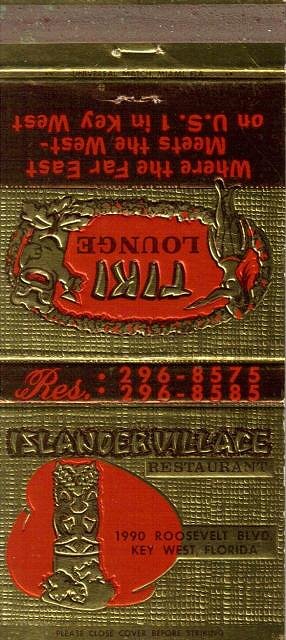 UNIVERSAL MATCH, MIAMI, FLA.
Where the Far East
Meets the West-
on U.S. 1 in Key West
TIKI
LOUNGE
Res.: 296-8575
296-8585
ISLANDER VILLAGE
RESTAURANT
1990 ROOSEVELT BLVD.
KEY WEST, FLORIDA
PLEASE CLOSE COVER BEFORE STRIKING